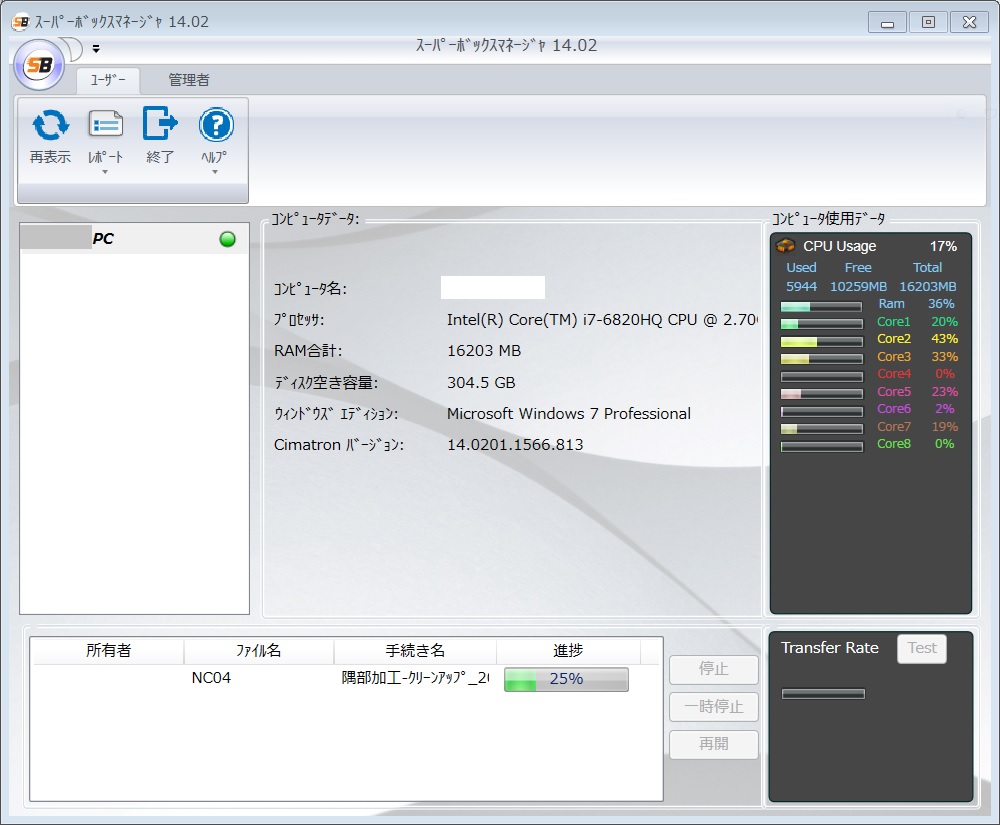 SB ｽｰﾊﾟｰﾎﾞｯｸｽﾏﾈｰｼﾞｬ 14.02
ｽｰﾊﾟｰﾎﾞｯｸｽﾏﾈｰｼﾞｬ 14.02
SB
ﾕｰｻﾞｰ 管理者
再表示 ﾚﾎﾟｰﾄ 終了 ﾍﾙﾌﾟ
PC
ｺﾝﾋﾟｭｰﾀﾃﾞｰﾀ:
ｺﾝﾋﾟｭｰﾀ名:
ﾌﾟﾛｾｯｻ: Intel(R) Core(TM) i7-6820HQ CPU @ 2.70
RAM合計: 16203 MB
ﾃﾞｨｽｸ空き容量: 304.5 GB
ｳｨﾝﾄﾞｳｽﾞ ｴﾃﾞｨｼｮﾝ: Microsoft Windows 7 Professional
Cimatron ﾊﾞｰｼﾞｮﾝ: 14.0201.1566.813
ｺﾝﾋﾟｭｰﾀ使用ﾃﾞｰﾀ
CPU Usage 17%
Used Free Total
5944 10259MB 16203MB
Ram 36%
Core1 20%
Core2 43%
Core3 33%
Core4 0%
Core5 23%
Core6 2%
Core7 19%
Core8 0%
所有者 ﾌｧｲﾙ名 手続き名 進捗
NC04 隅部加工-ｸﾘｰﾝｱｯﾌﾟ_2 25%
停止
一時停止
再開
Transfer Rate Test